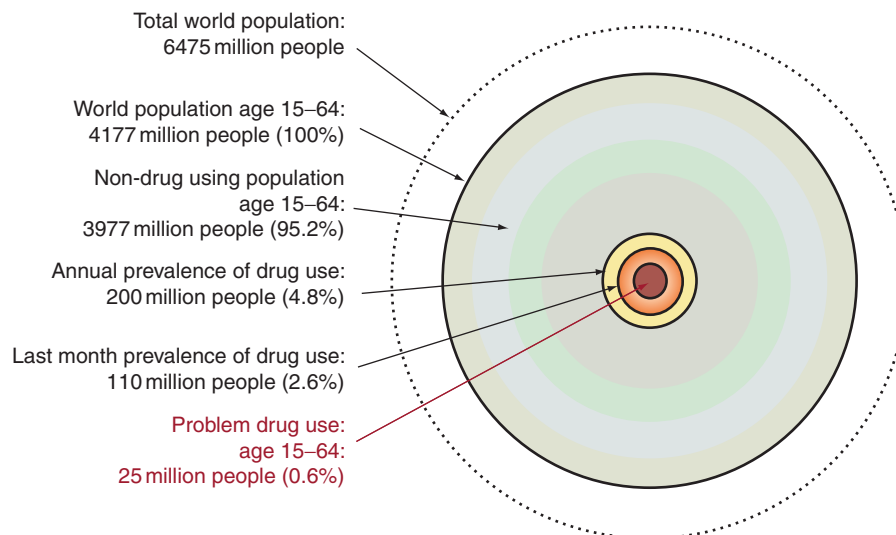 Total world population:
6475 million people
World population age 15–64:
4177 million people (100%)
Non-drug using population
age 15–64:
3977 million people (95.2%)
Annual prevalence of drug use:
200 million people (4.8%)
Last month prevalence of drug use:
110 million people (2.6%)
Problem drug use:
age 15–64:
25 million people (0.6%)